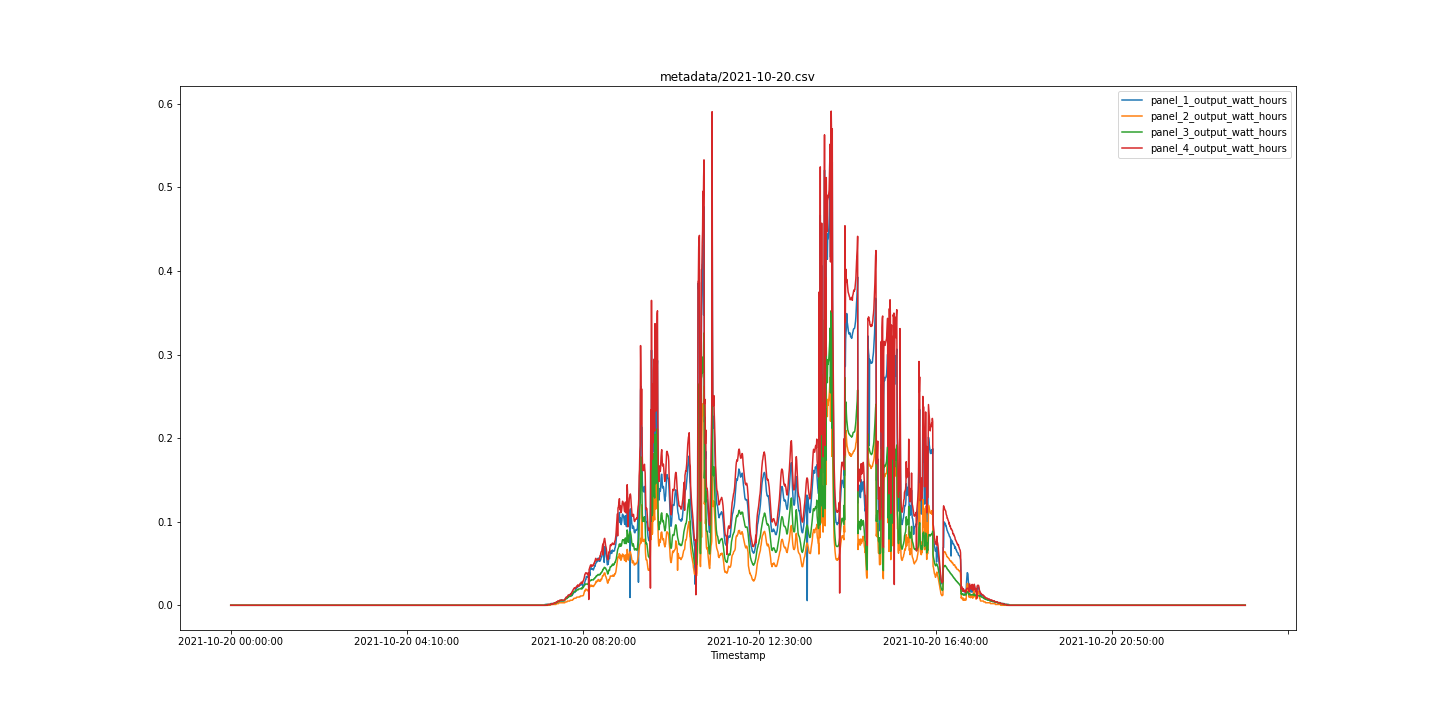 metadata/2021-10-20.csv
panel_1_output_watt_hours
panel_2_output_watt_hours
panel_3_output_watt_hours
panel_4_output_watt_hours
0.6
0.5
0.4
0.3
0.2
0.1
0.0
2021-10-20 00:00:00 2021-10-20 04:10:00 2021-10-20 08:20:00 2021-10-20 12:30:00 2021-10-20 16:40:00 2021-10-20 20:50:00
Timestamp